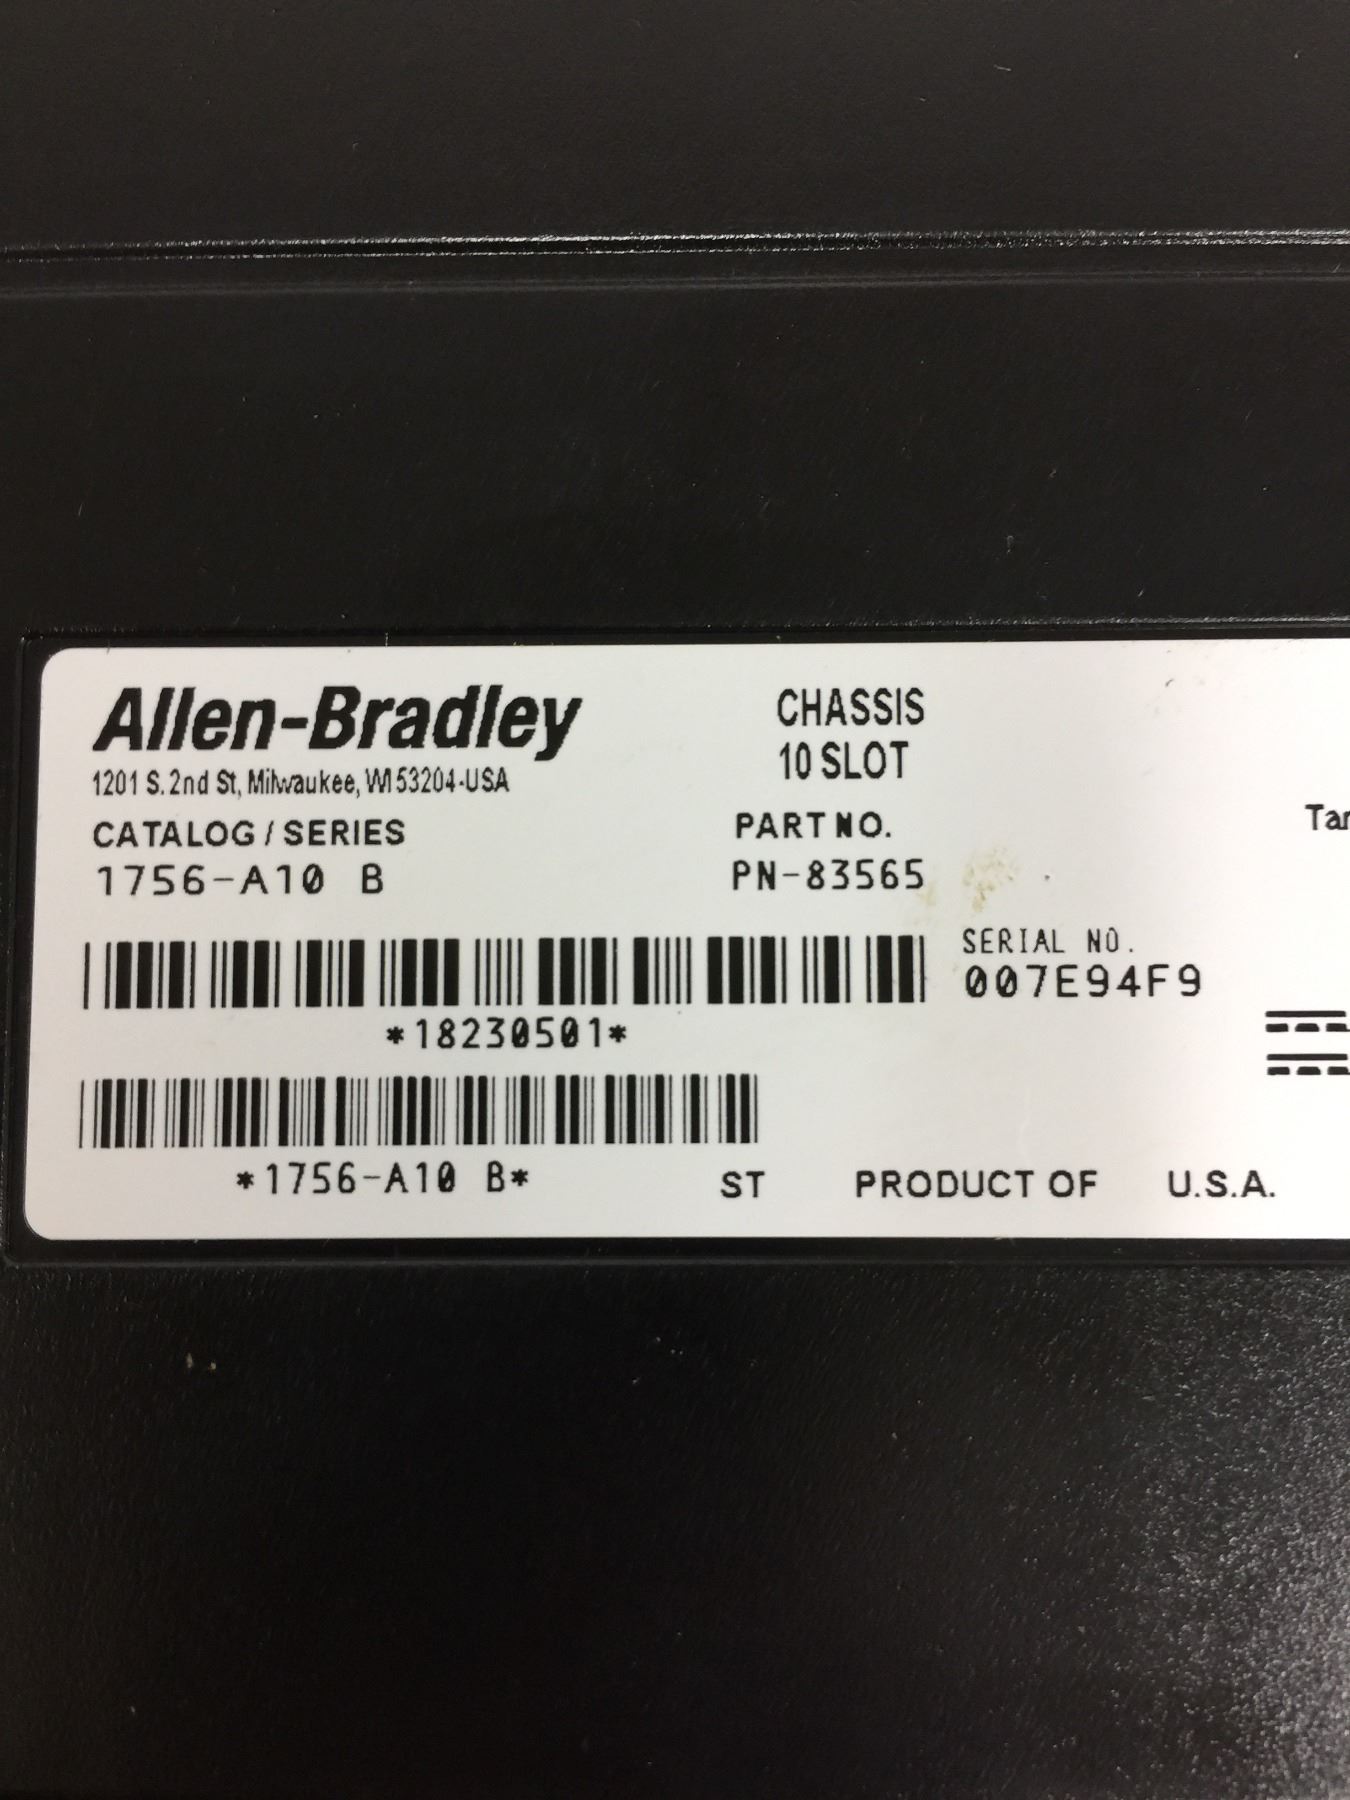 Allen-Bradley
1201 S. 2nd St, Milwaukee, WI 53204-USA
CATALOG / SERIES
1756-A10 B
CHASSIS
10 SLOT
PART NO.
PN-83565
SERIAL NO.
007E94F9
*18230501*
*1756-A10 B*
ST PRODUCT OF U.S.A.